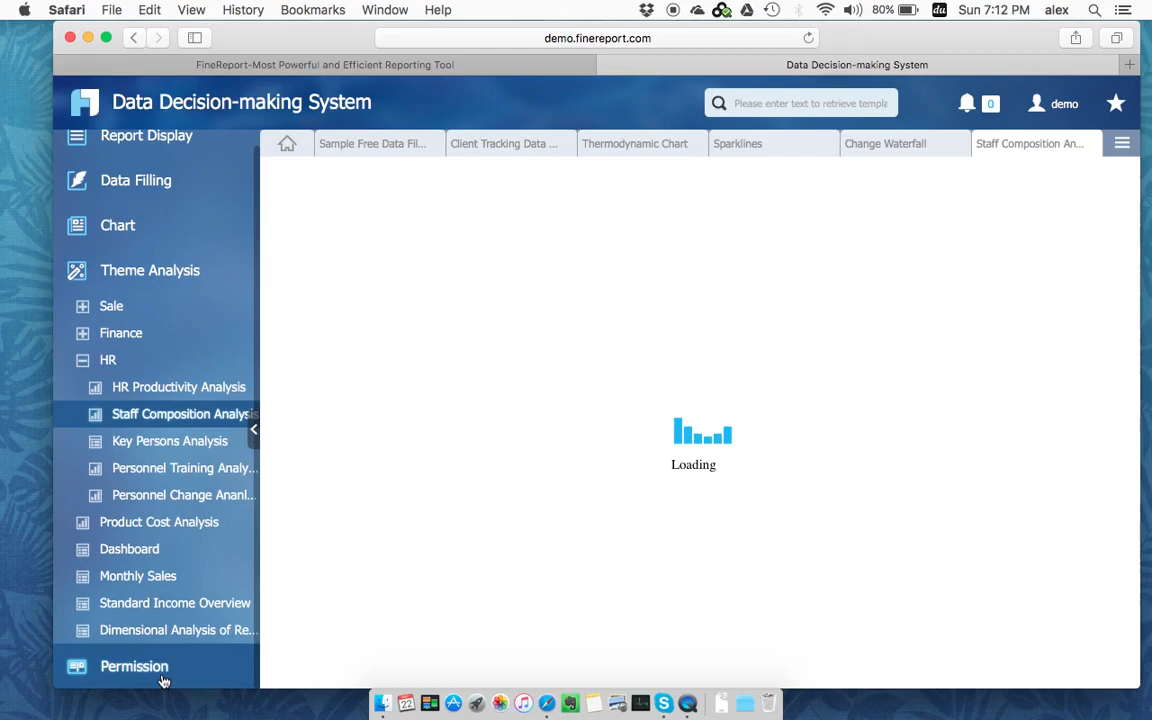 Safari File Edit View History Bookmarks Window Help 80% du Sun 7:12 PM alex
demo.finereport.com
FineReport-Most Powerful and Efficient Reporting Tool Data Decision-making System
Data Decision-making System Please enter text to retrieve templa 0 demo
Report Display
Sample Free Data Fil... Client Tracking Data ... Thermodynamic Chart Sparklines Change Waterfall Staff Composition An...
Data Filling
Chart
Theme Analysis
Sale
Finance
HR
HR Productivity Analysis
Staff Composition Analysis
Key Persons Analysis
Personnel Training Analy...
Personnel Change Ananl...
Product Cost Analysis
Dashboard
Monthly Sales
Standard Income Overview
Dimensional Analysis of Re...
Permission
Loading
22